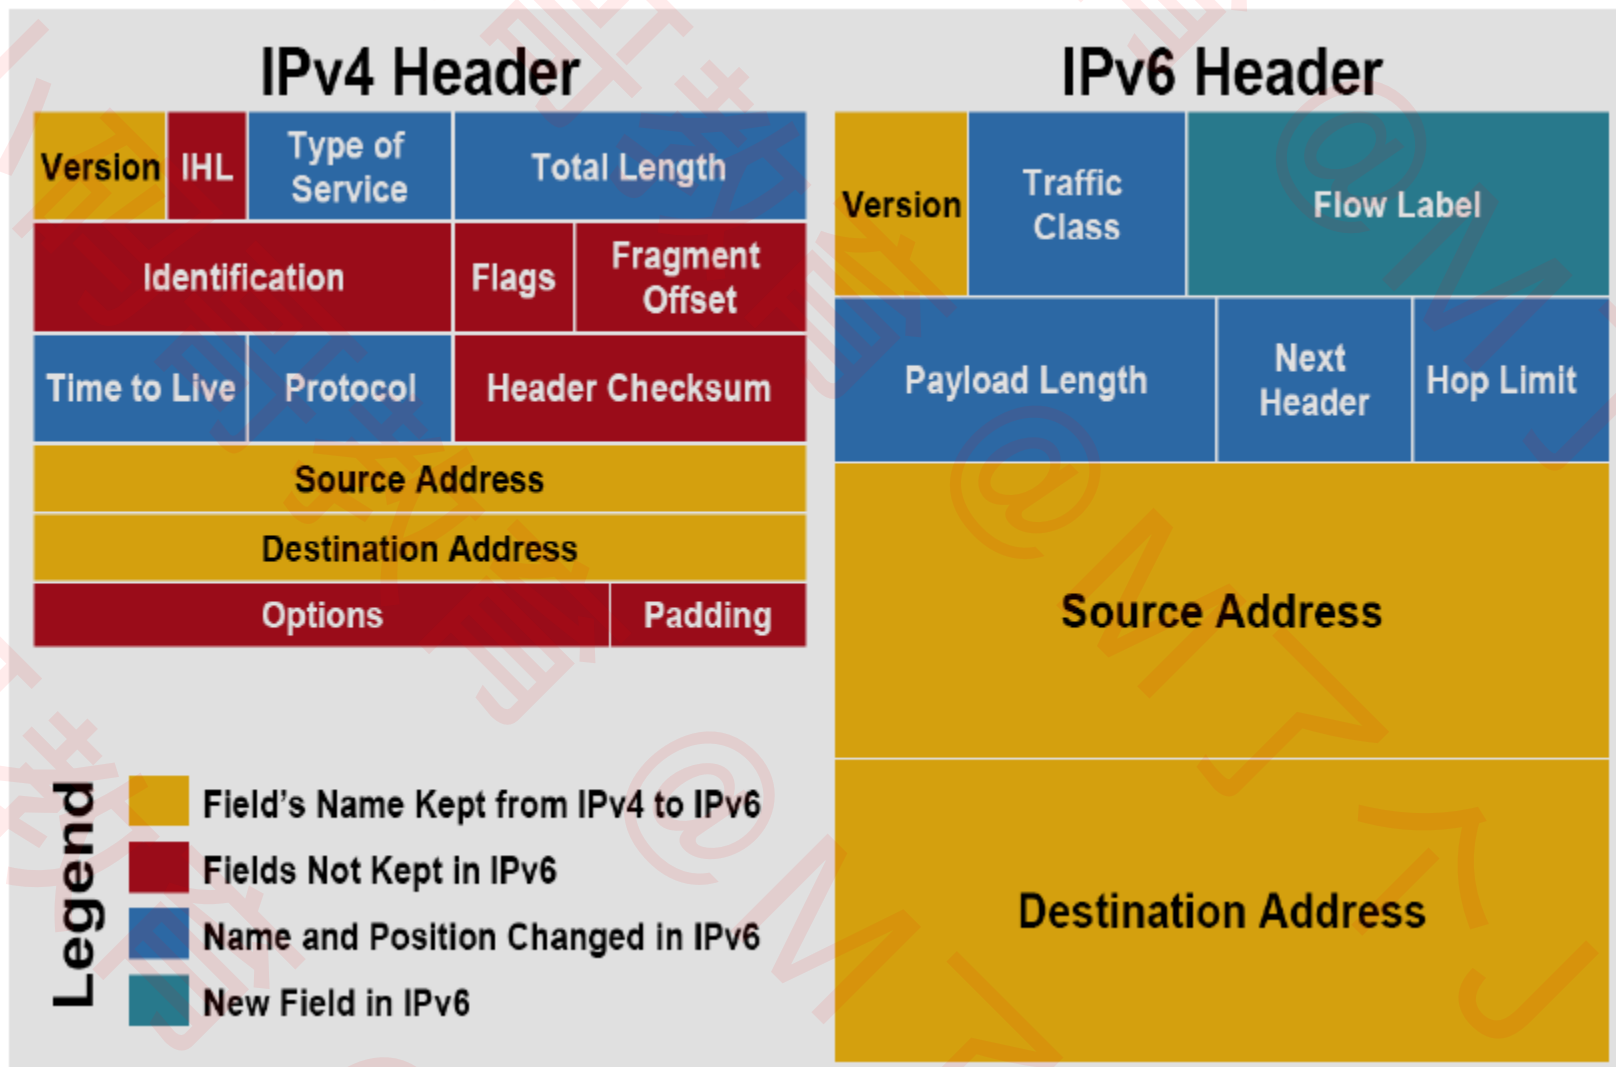 IPv4 Header
Version
IHL
Type of
Service
Total Length
Identification
Flags
Fragment
Offset
Time to Live
Protocol
Header Checksum
Source Address
Destination Address
Options
Padding
Legend
Field's Name Kept from IPv4 to IPv6
Fields Not Kept in IPv6
Name and Position Changed in IPv6
New Field in IPv6
IPv6 Header
Version
Traffic
Class
Flow Label
Payload Length
Next
Header
Hop Limit
Source Address
Destination Address